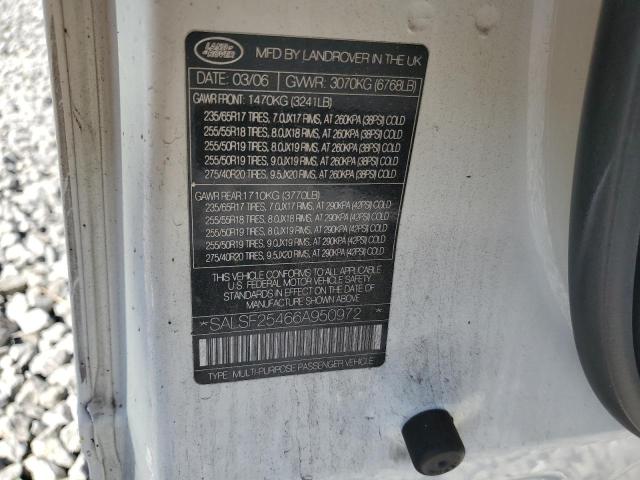 LAND ROVER
MFD BY LANDROVER IN THE UK
DATE: 03/06 GVWR: 3070KG (6768LB)
GAWR FRONT: 1470KG (3241LB)
235/65R17 TIRES, 7.0JX17 RIMS, AT 260KPA (38PSI) COLD
255/55R18 TIRES, 8.0JX18 RIMS, AT 260KPA (38PSI) COLD
255/50R19 TIRES, 8.0JX19 RIMS, AT 260KPA (38PSI) COLD
255/50R19 TIRES, 9.0JX19 RIMS, AT 260KPA (38PSI) COLD
275/40R20 TIRES, 9.5JX20 RIMS, AT 260KPA (38PSI) COLD
GAWR REAR 1710KG (3770LB)
235/65R17 TIRES, 7.0JX17 RIMS, AT 290KPA (42PSI) COLD
255/55R18 TIRES, 8.0JX18 RIMS, AT 290KPA (42PSI) COLD
255/50R19 TIRES, 8.0JX19 RIMS, AT 290KPA (42PSI) COLD
255/50R19 TIRES, 9.0JX19 RIMS, AT 290KPA (42PSI) COLD
275/40R20 TIRES, 9.5JX20 RIMS, AT 290KPA (42PSI) COLD
THIS VEHICLE CONFORMS TO ALL APPLICABLE
U.S. FEDERAL MOTOR VEHICLE SAFETY
STANDARDS IN EFFECT ON THE DATE OF
MANUFACTURE SHOWN ABOVE
*SALSF25466A950972*
TYPE: MULTI-PURPOSE PASSENGER VEHICLE